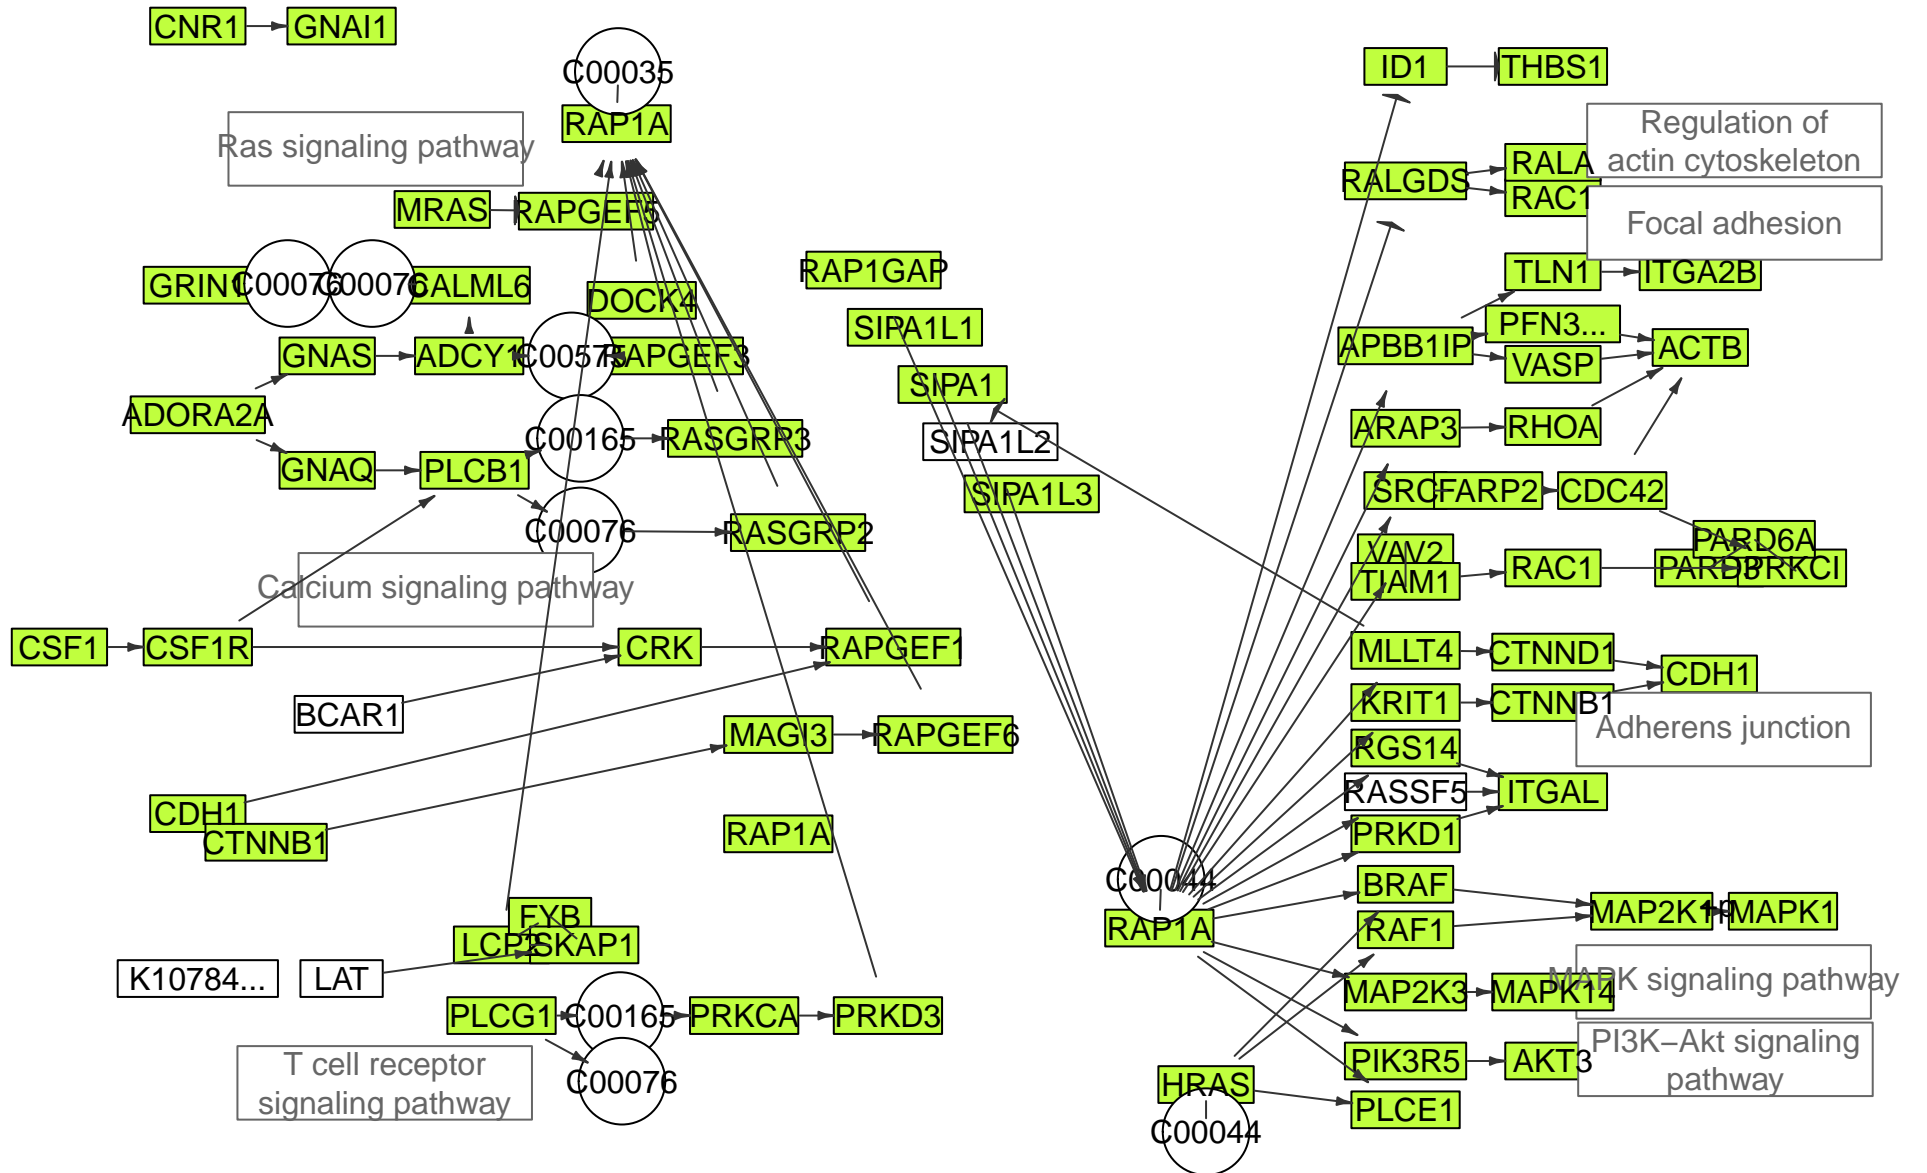 CNR1
GNAI1
C00035
RAP1A
Ras signaling pathway
MRAS
RAPGEF5
GRIN1
C00076
C00076
CALML6
DOCK4
GNAS
ADCY1
C00575
RAPGEF3
ADORA2A
C00165
RASGRP3
GNAQ
PLCB1
C00076
RASGRP2
Calcium signaling pathway
CSF1
CSF1R
CRK
RAPGEF1
BCAR1
MAGI3
RAPGEF6
CDH1
CTNNB1
RAP1A
FYB
LCP2
SKAP1
K10784...
LAT
PLCG1
C00165
PRKCA
PRKD3
C00076
T cell receptor
signaling pathway
RAP1GAP
SIPA1L1
SIPA1
SIPA1L2
SIPA1L3
C00044
RAP1A
HRAS
C00044
ID1
THBS1
Regulation of
actin cytoskeleton
RALGDS
RALA
RAC1
Focal adhesion
TLN1
ITGA2B
APBB1IP
PFN3...
VASP
ACTB
ARAP3
RHOA
SRC
FARP2
CDC42
VAV2
TIAM1
RAC1
PARD6A
PARD3
PRKCI
MLLT4
CTNND1
CDH1
KRIT1
CTNNB1
Adherens junction
RGS14
RASSF5
ITGAL
PRKD1
BRAF
RAF1
MAP2K1
+p
MAPK1
MAP2K3
MAPK14
MAPK signaling pathway
PIK3R5
AKT3
PI3K−Akt signaling
pathway
PLCE1